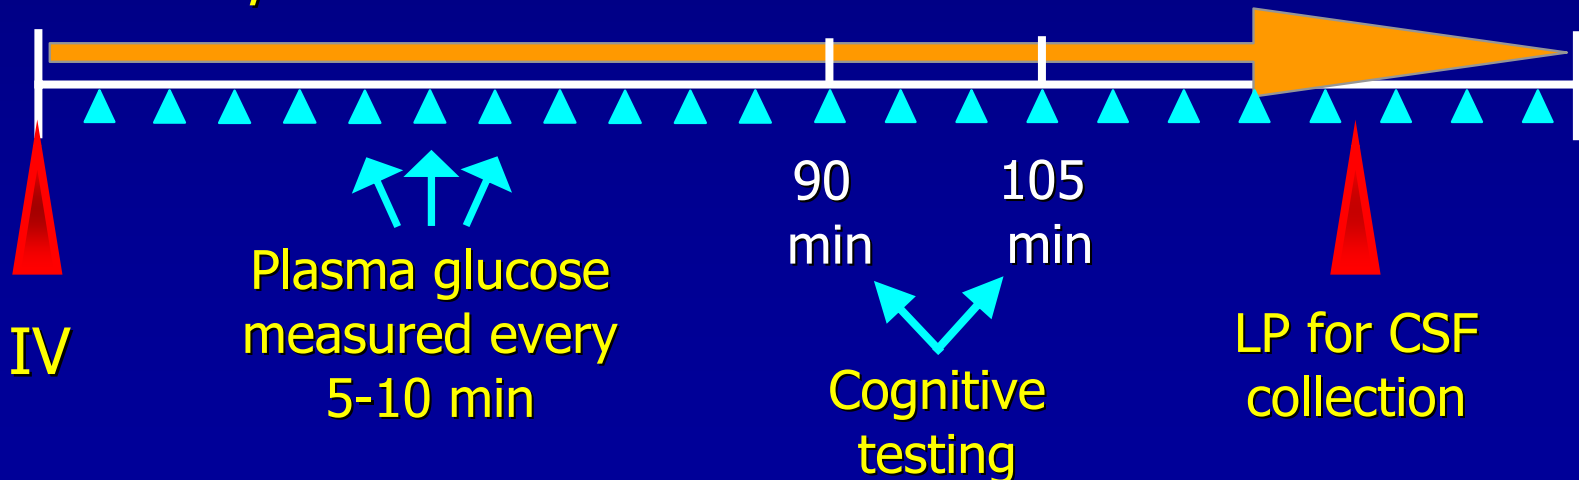 90
min
105
min
Plasma glucose
measured every
5-10 min
IV
Cognitive
testing
LP for CSF
collection